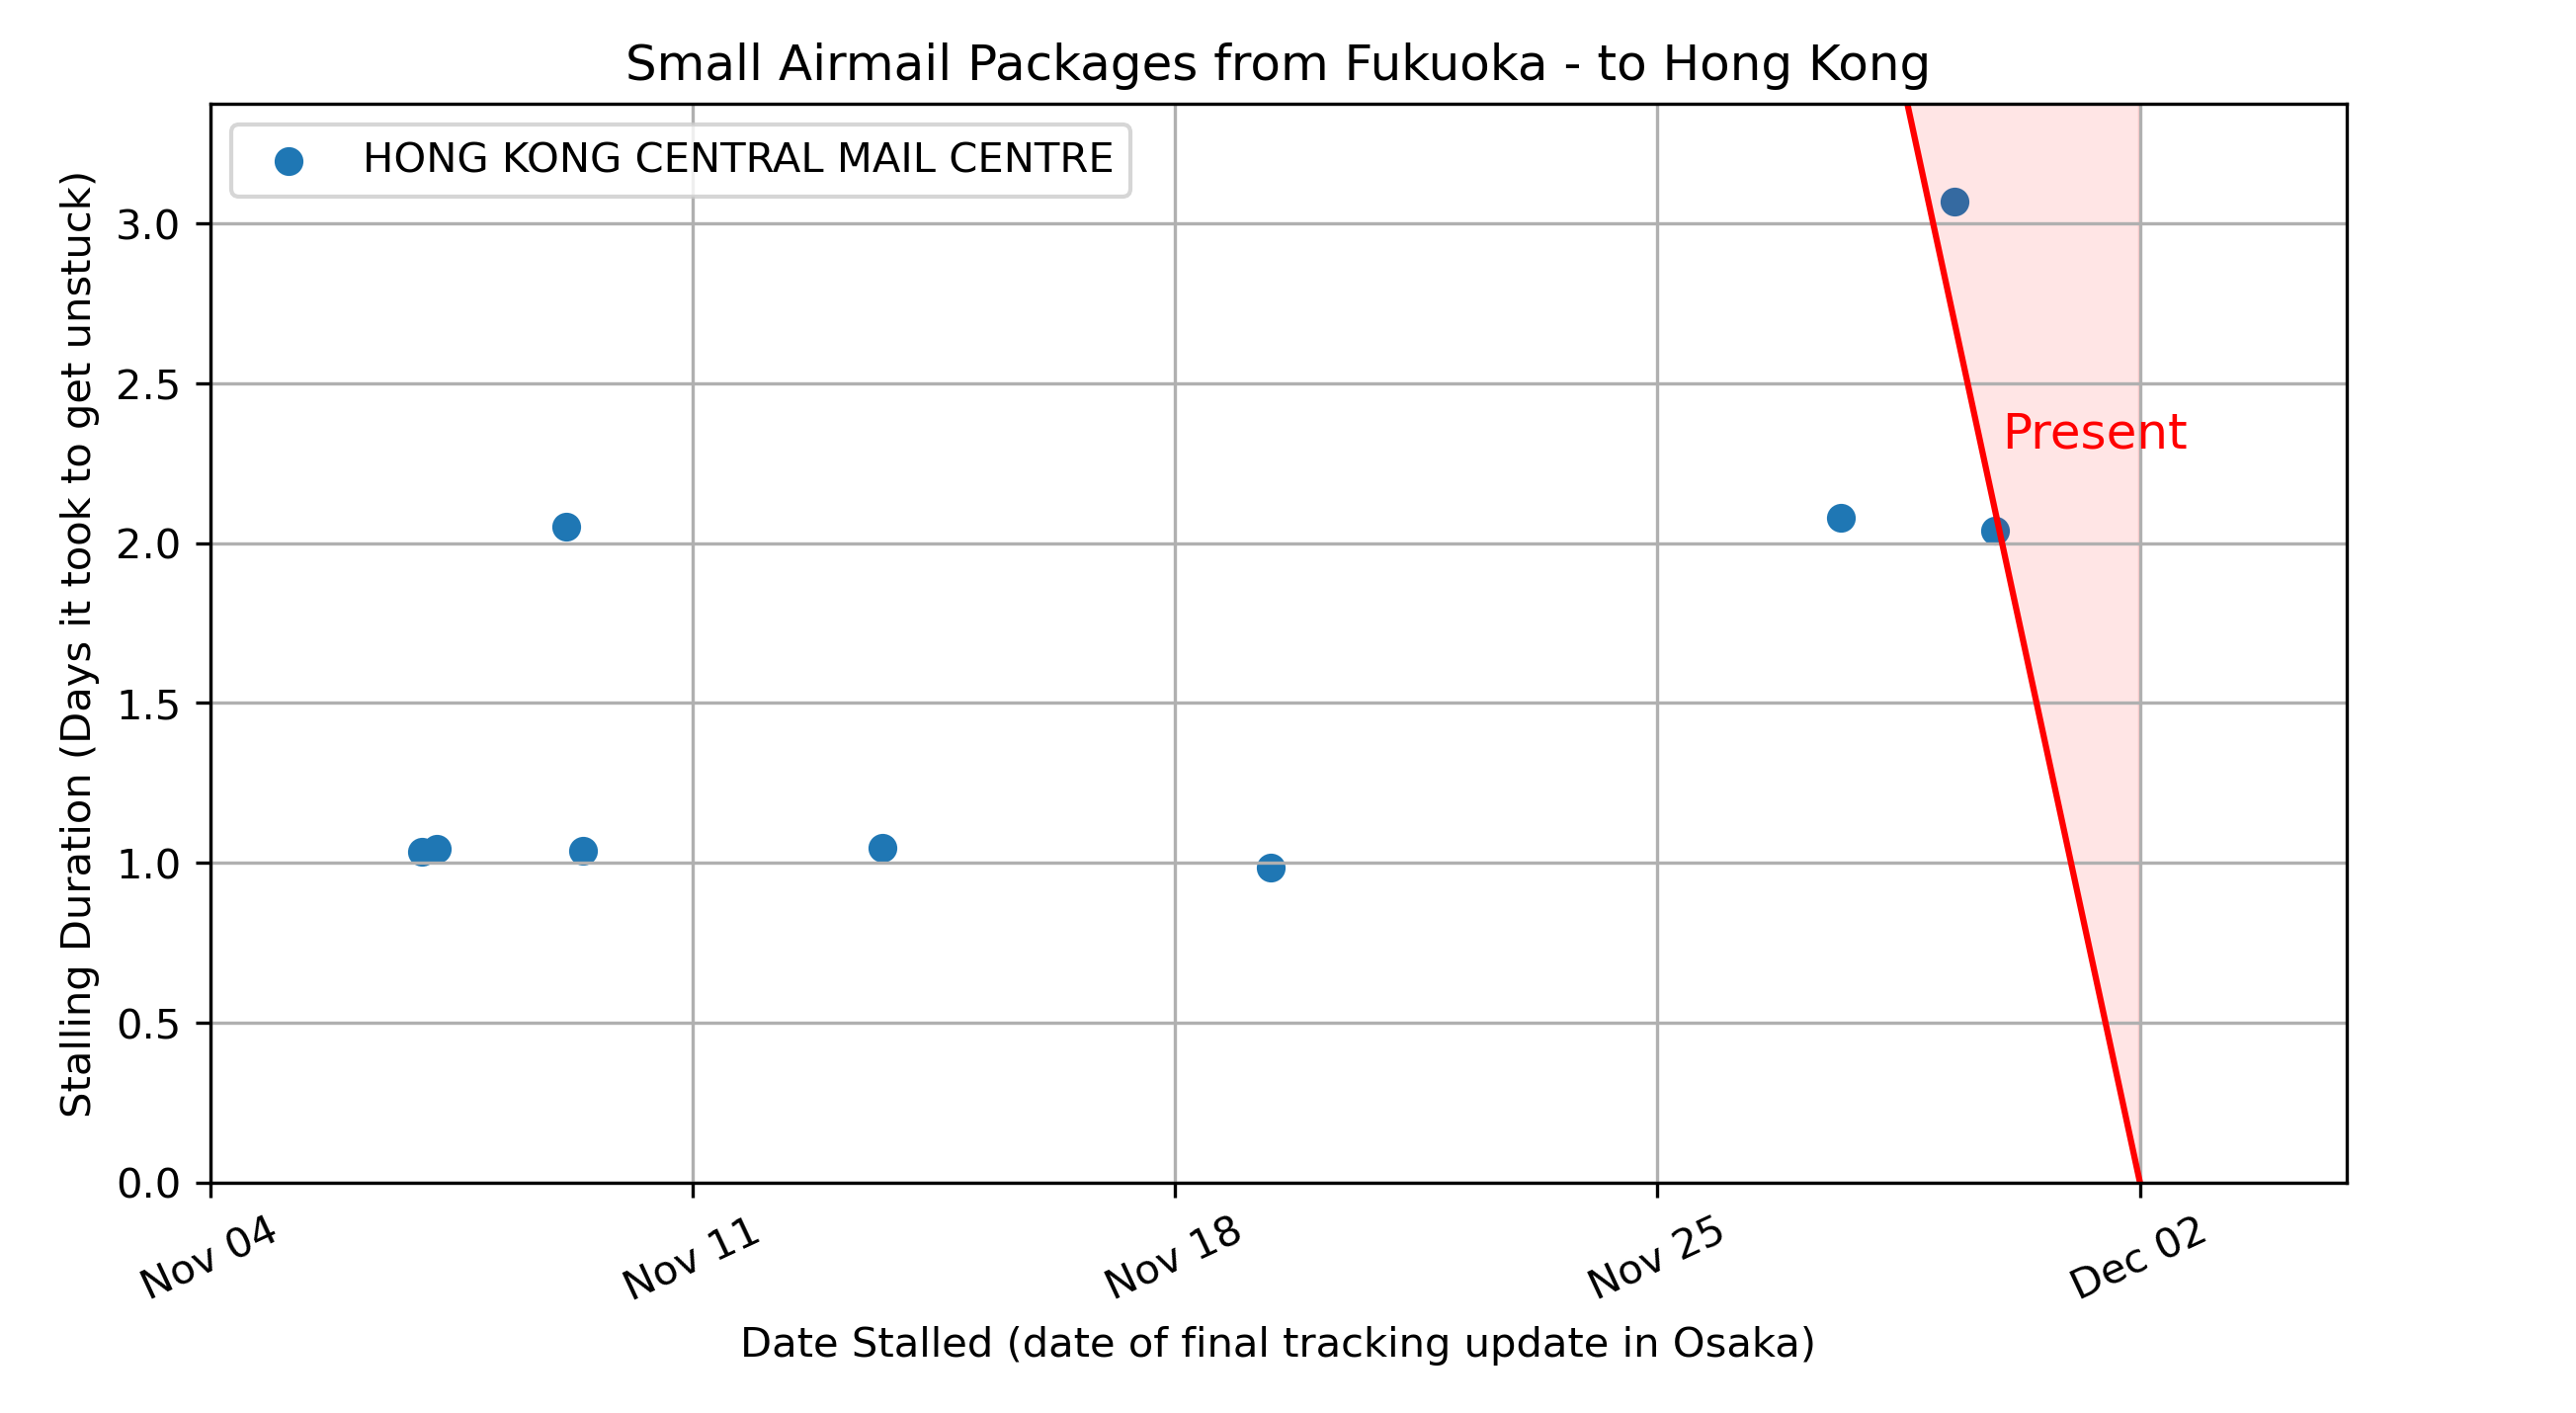 Small Airmail Packages from Fukuoka - to Hong Kong
HONG KONG CENTRAL MAIL CENTRE
Stalling Duration (Days it took to get unstuck)
3.0
2.5
2.0
1.5
1.0
0.5
0.0
Present
Nov 04
Nov 11
Nov 18
Nov 25
Dec 02
Date Stalled (date of final tracking update in Osaka)